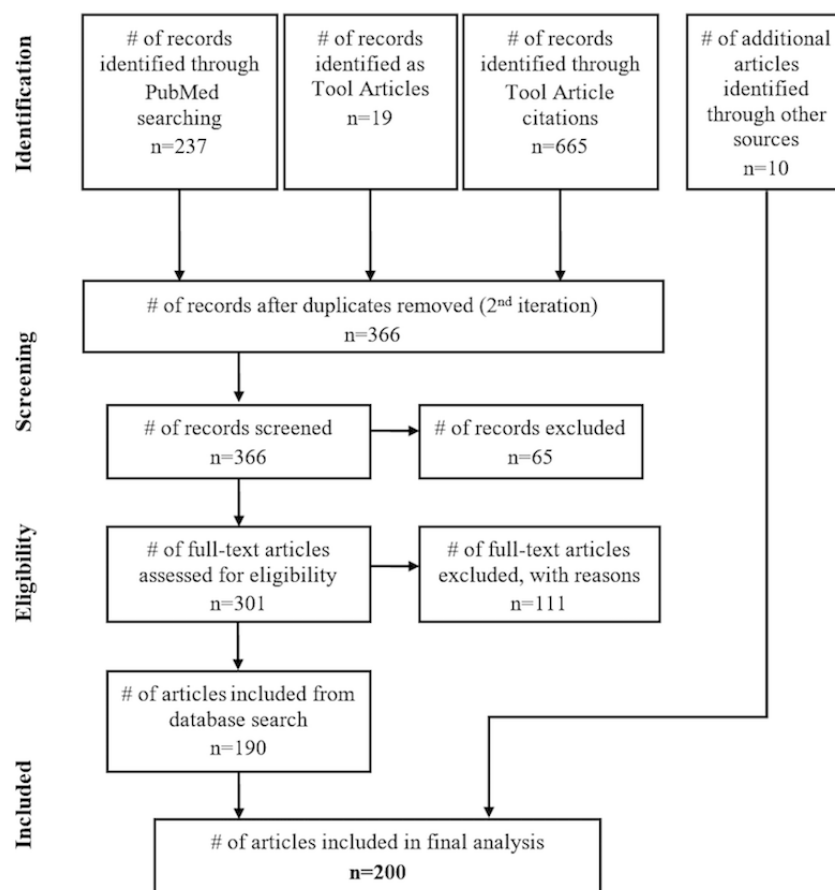 Identification
# of records
identified through
PubMed
searching
n=237
# of records
identified as
Tool Articles
n=19
# of records
identified through
Tool Article
citations
n=665
# of additional
articles
identified
through other
sources
n=10
# of records after duplicates removed (2nd iteration)
n=366
Screening
# of records screened
n=366
# of records excluded
n=65
Eligibility
# of full-text articles
assessed for eligibility
n=301
# of full-text articles
excluded, with reasons
n=111
# of articles included from
database search
n=190
Included
# of articles included in final analysis
n=200